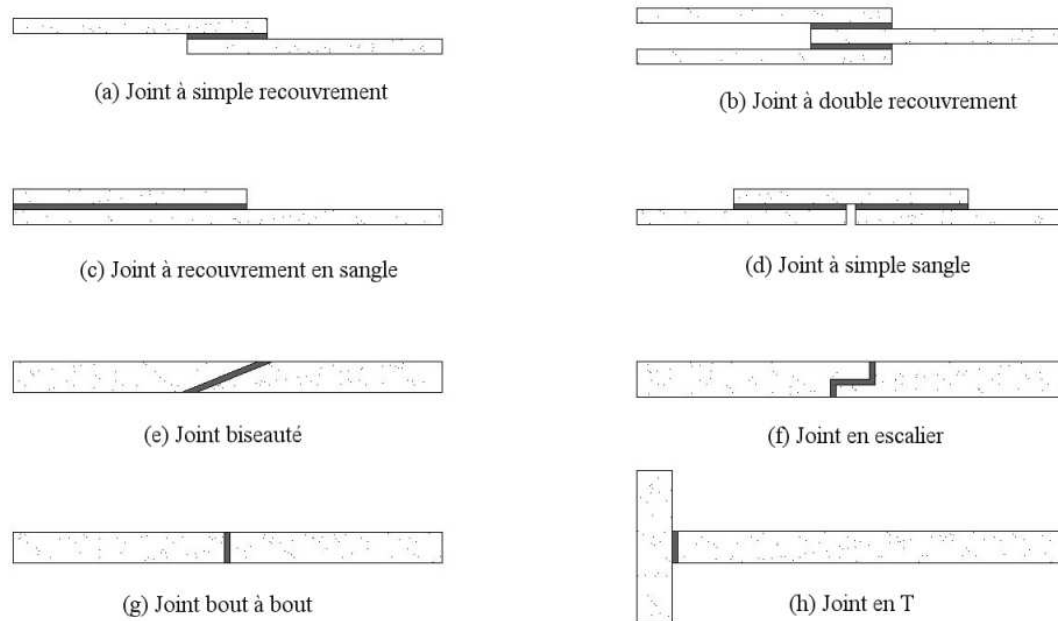 (a) Joint à simple recouvrement
(b) Joint à double recouvrement
(c) Joint à recouvrement en sangle
(d) Joint à simple sangle
(e) Joint biseauté
(f) Joint en escalier
(g) Joint bout à bout
(h) Joint en T